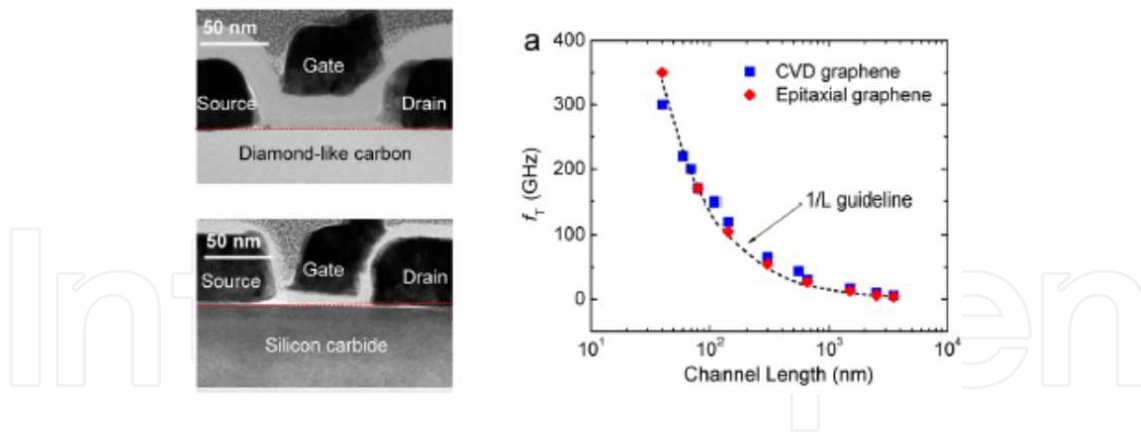 50 nm
Gate
Source
Drain
Diamond-like carbon
50 nm
Gate
Source
Drain
Silicon carbide
a
400
300
200
100
0
f_T (GHz)
CVD graphene
Epitaxial graphene
1/L guideline
10¹ 10² 10³ 10⁴
Channel Length (nm)